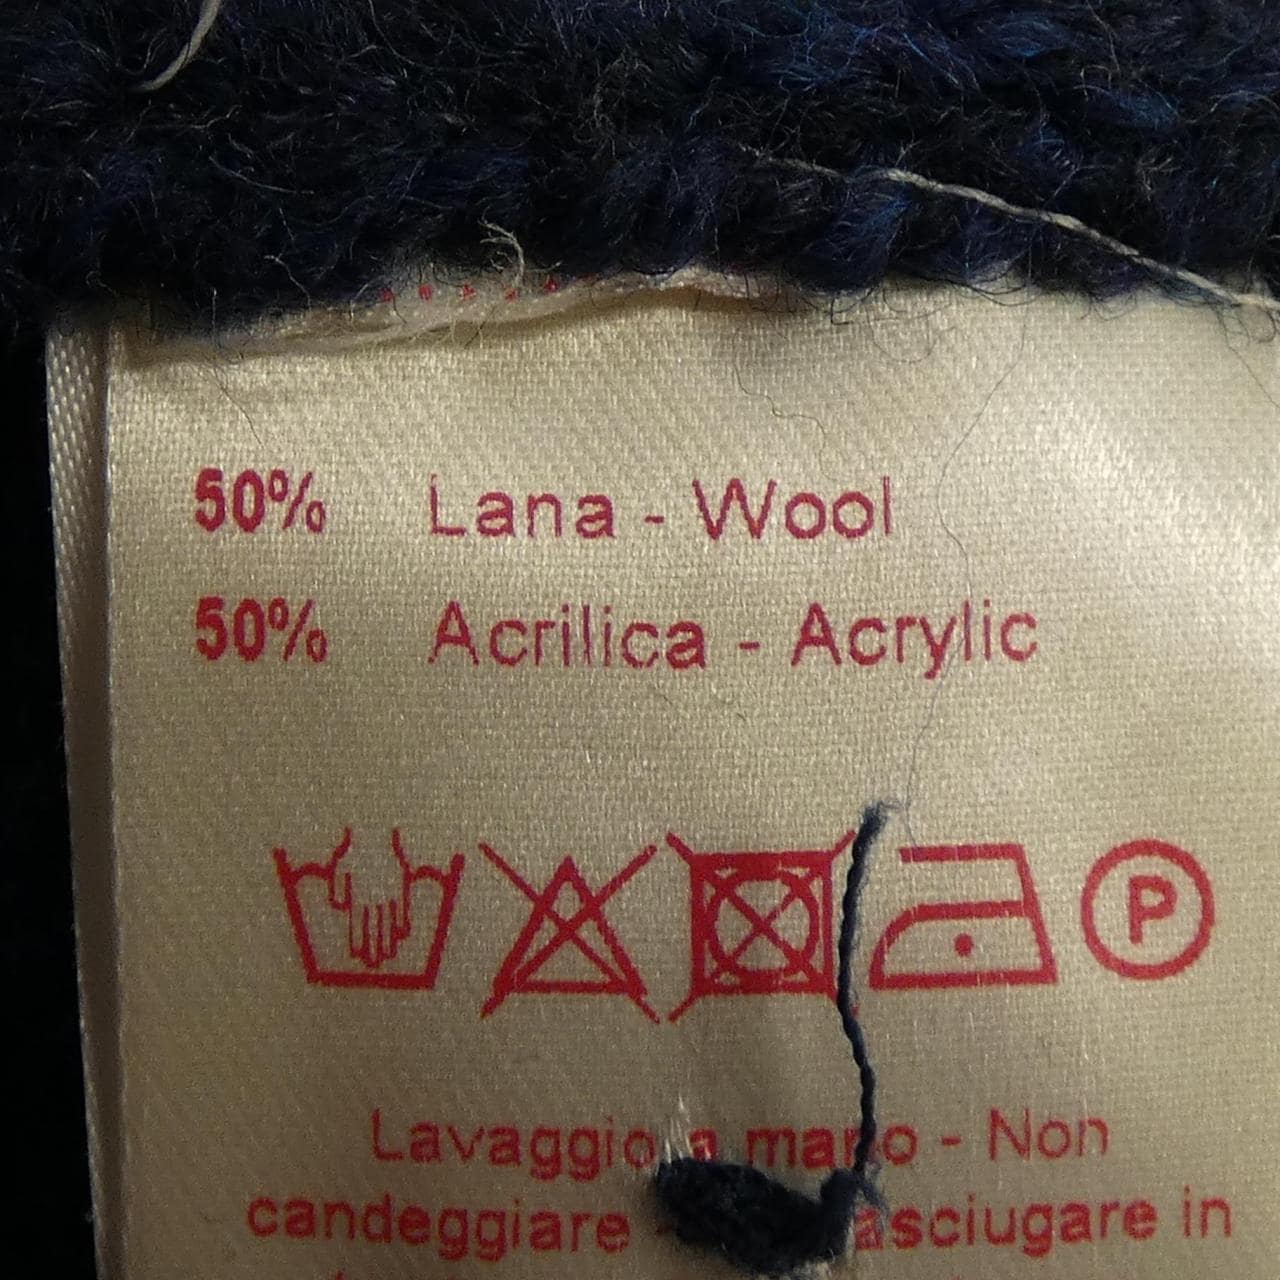 50% Lana - Wool
50% Acrilica - Acrylic
P
Lavaggio a mano - Non
candeggiare - asciugare in